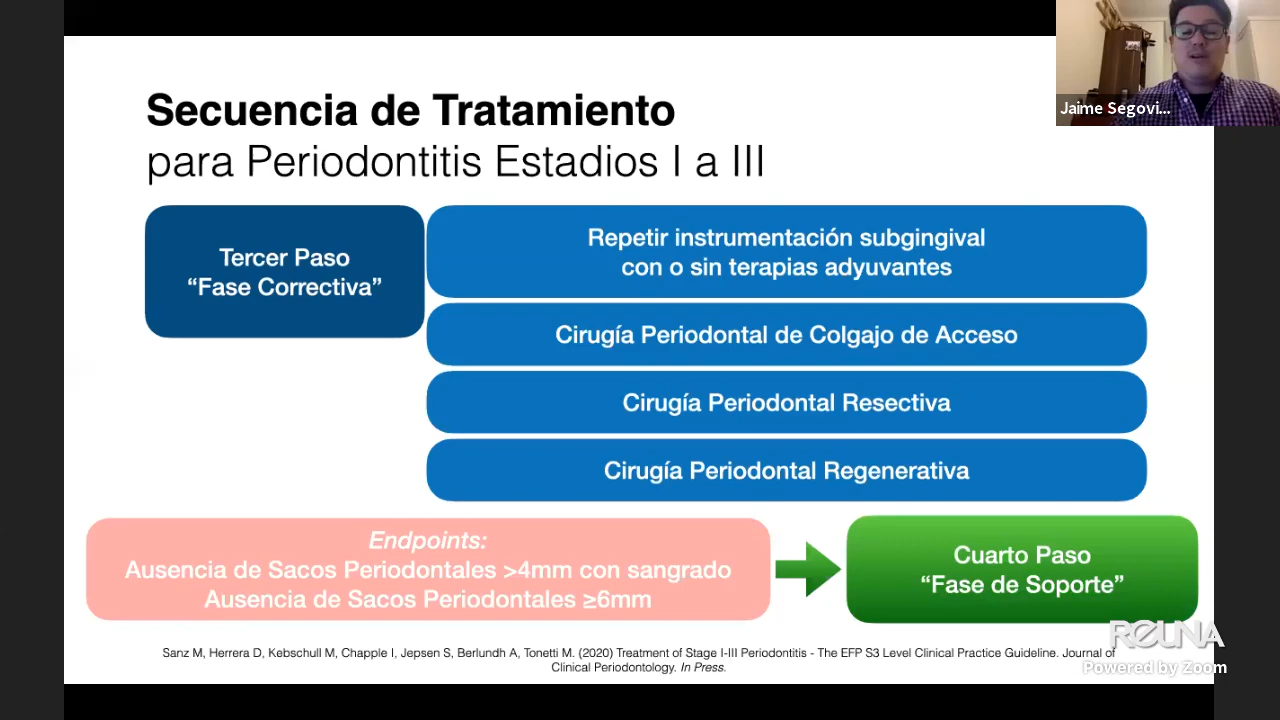 Jaime Segovi...
Secuencia de Tratamiento
para Periodontitis Estadios I a III
Tercer Paso
“Fase Correctiva”
Repetir instrumentación subgingival
con o sin terapias adyuvantes
Cirugía Periodontal de Colgajo de Acceso
Cirugía Periodontal Resectiva
Cirugía Periodontal Regenerativa
Endpoints:
Ausencia de Sacos Periodontales >4mm con sangrado
Ausencia de Sacos Periodontales ≥6mm
Cuarto Paso
“Fase de Soporte”
REUNA
Sanz M, Herrera D, Kebschull M, Chapple I, Jepsen S, Berlundh A, Tonetti M. (2020) Treatment of Stage I-III Periodontitis - The EFP S3 Level Clinical Practice Guideline. Journal of
Clinical Periodontology. In Press.
Powered by Zoom